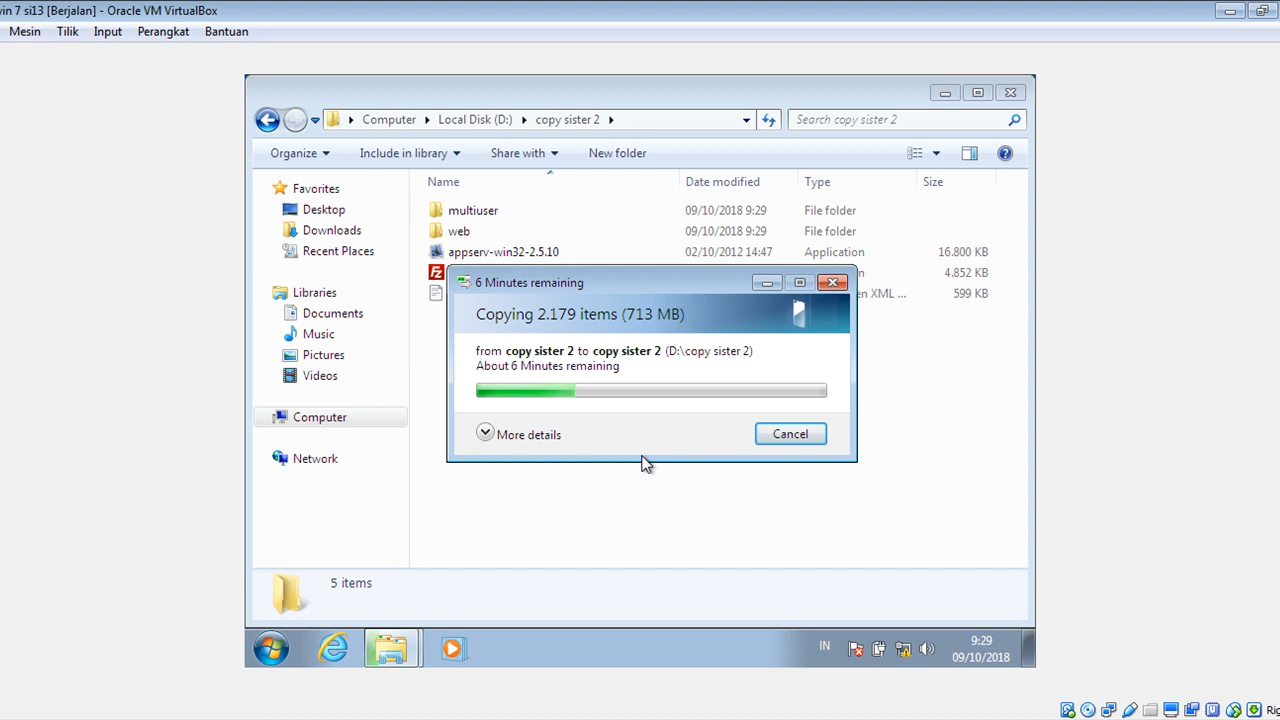 vin 7 si13 [Berjalan] - Oracle VM VirtualBox
Mesin Tilik Input Perangkat Bantuan
Computer Local Disk (D:) copy sister 2 Search copy sister 2
Organize Include in library Share with New folder
Name Date modified Type Size
Favorites
Desktop
Downloads
Recent Places
Libraries
Documents
Music
Pictures
Videos
Computer
Network
multiuser 09/10/2018 9:29 File folder
web 09/10/2018 9:29 File folder
appserv-win32-2.5.10 02/10/2012 14:47 Application 16.800 KB
4.852 KB
en XML ... 599 KB
6 Minutes remaining
Copying 2.179 items (713 MB)
from copy sister 2 to copy sister 2 (D:\copy sister 2)
About 6 Minutes remaining
More details Cancel
5 items
IN 9:29
09/10/2018
Rig